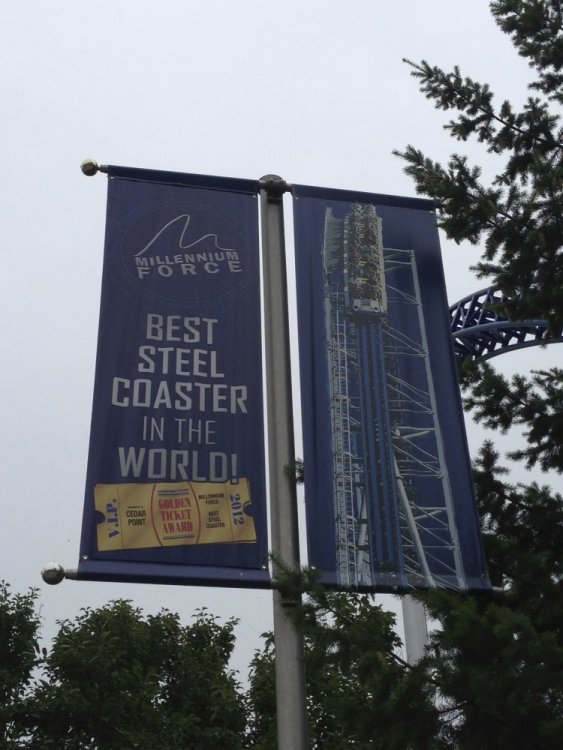 MILLENNIUM
FORCE
BEST
STEEL
COASTER
IN THE
WORLD!
V.I.P.
CEDAR
POINT
GOLDEN
TICKET
AWARD
MILLENNIUM
FORCE
BEST
STEEL
COASTER
2012